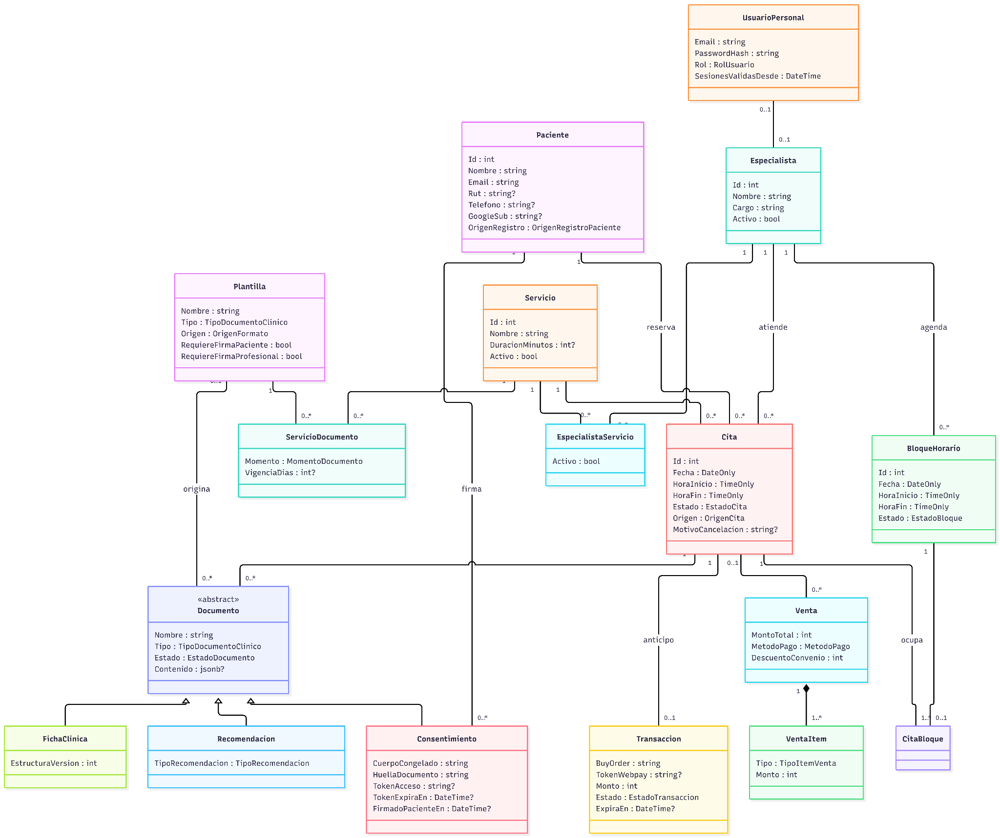 UsuarioPersonal
Email : string
PasswordHash : string
Rol : RolUsuario
SesionesValidasDesde : DateTime
0..1
0..1
Paciente
Id : int
Nombre : string
Email : string
Rut : string?
Telefono : string?
GoogleSub : string?
OrigenRegistro : OrigenRegistroPaciente
1
1
Especialista
Id : int
Nombre : string
Cargo : string
Activo : bool
1
1
1
Plantilla
Nombre : string
Tipo : TipoDocumentoClinico
Origen : OrigenFormato
RequiereFirmaPaciente : bool
RequiereFirmaProfesional : bool
0..1
1
Servicio
Id : int
Nombre : string
DuracionMinutos : int?
Activo : bool
1
1
1
reserva
atiende
agenda
0..*
0..*
0..*
0..*
0..*
0..*
0..*
0..*
ServicioDocumento
Momento : MomentoDocumento
VigenciaDias : int?
EspecialistaServicio
Activo : bool
Cita
Id : int
Fecha : DateOnly
HoraInicio : TimeOnly
HoraFin : TimeOnly
Estado : EstadoCita
Origen : OrigenCita
MotivoCancelacion : string?
BloqueHorario
Id : int
Fecha : DateOnly
HoraInicio : TimeOnly
HoraFin : TimeOnly
Estado : EstadoBloque
origina
firma
1
1
0..1
1
1
0..*
0..*
0..*
«abstract»
Documento
Nombre : string
Tipo : TipoDocumentoClinico
Estado : EstadoDocumento
Contenido : jsonb?
anticipo
Venta
MontoTotal : int
MetodoPago : MetodoPago
DescuentoConvenio : int
ocupa
1
0..*
0..1
1..*
1..*
0..1
FichaClinica
EstructuraVersion : int
Recomendacion
TipoRecomendacion : TipoRecomendacion
Consentimiento
CuerpoCongelado : string
HuellaDocumento : string
TokenAcceso : string?
TokenExpiraEn : DateTime?
FirmadoPacienteEn : DateTime?
Transaccion
BuyOrder : string
TokenWebpay : string?
Monto : int
Estado : EstadoTransaccion
ExpiraEn : DateTime?
VentaItem
Tipo : TipoItemVenta
Monto : int
CitaBloque